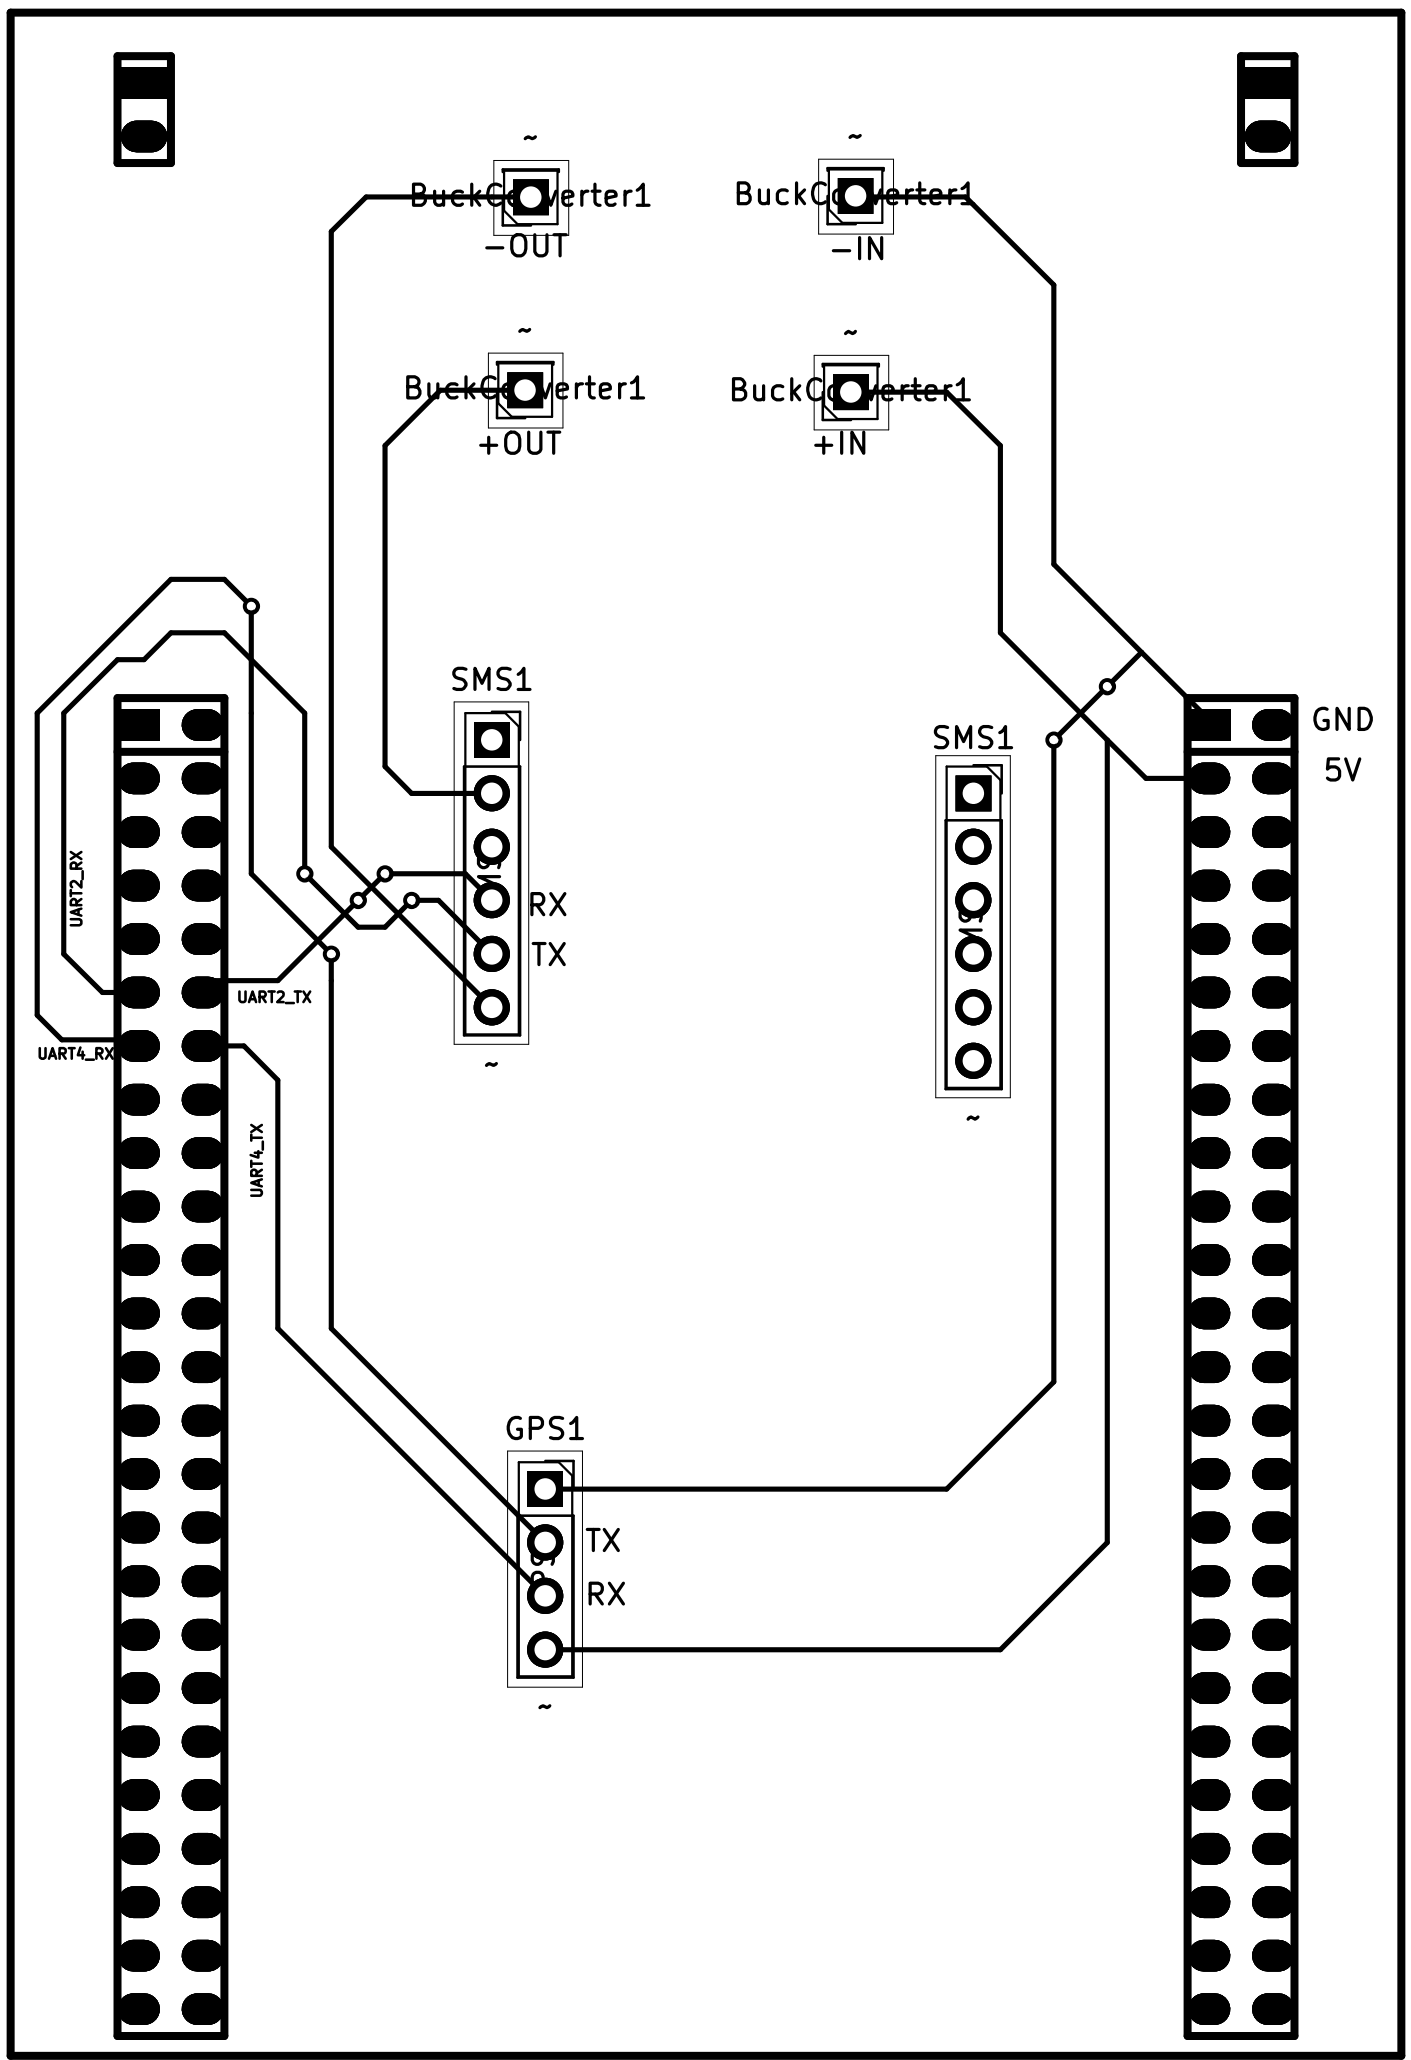 ~
~
BuckConverter1
BuckConverter1
-OUT
-IN
~
~
BuckConverter1
BuckConverter1
+OUT
+IN
SMS1
GND
SMS1
5V
UART2_RX
RX
TX
UART2_TX
UART4_RX
~
~
UART4_TX
GPS1
TX
RX
~